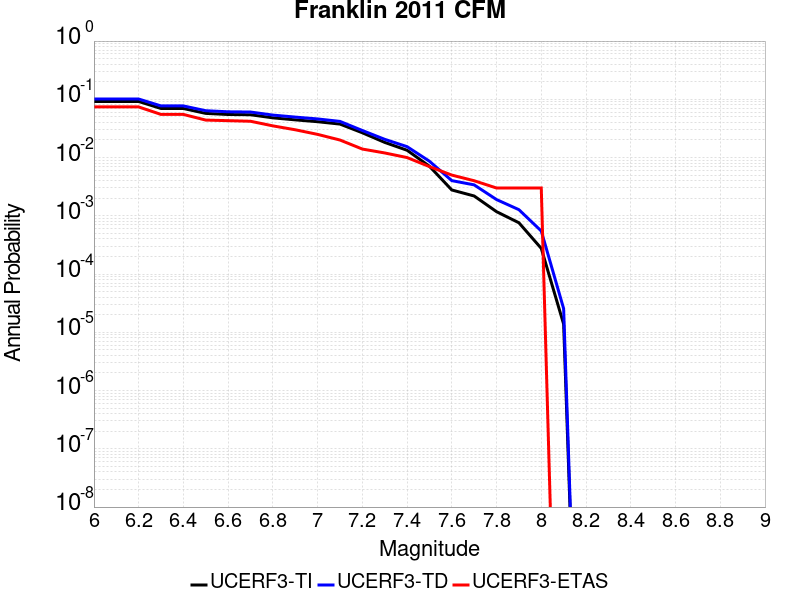 Franklin 2011 CFM
10^0
10^-1
10^-2
10^-3
10^-4
10^-5
10^-6
10^-7
10^-8
Annual Probability
6 6.2 6.4 6.6 6.8 7 7.2 7.4 7.6 7.8 8 8.2 8.4 8.6 8.8 9
Magnitude
UCERF3-TI UCERF3-TD UCERF3-ETAS